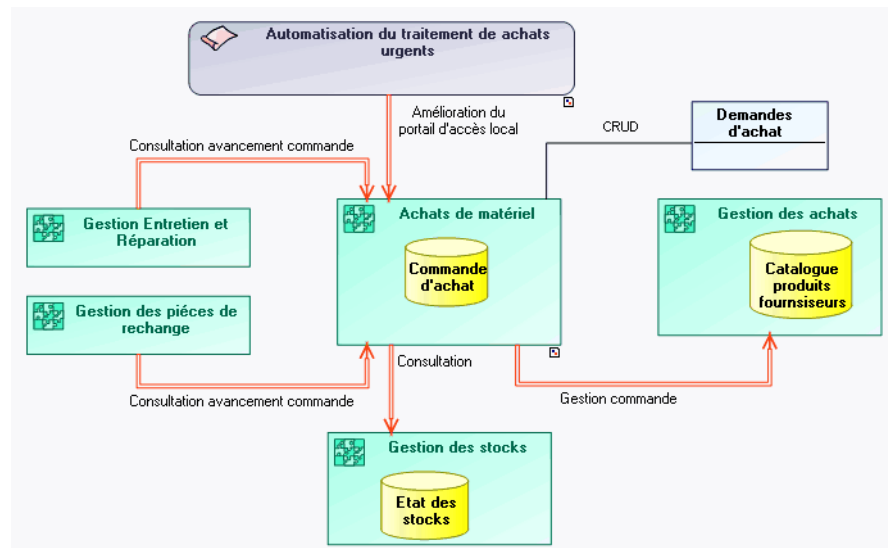 Automatisation du traitement de achats
urgents
Amélioration du
portail d'accès local
CRUD
Demandes
d'achat
Consultation avancement commande
Gestion Entretien et
Réparation
Achats de matériel
Commande
d'achat
Gestion des achats
Catalogue
produits
fournsiseurs
Gestion des piéces de
rechange
Consultation
Consultation avancement commande
Gestion commande
Gestion des stocks
Etat des
stocks